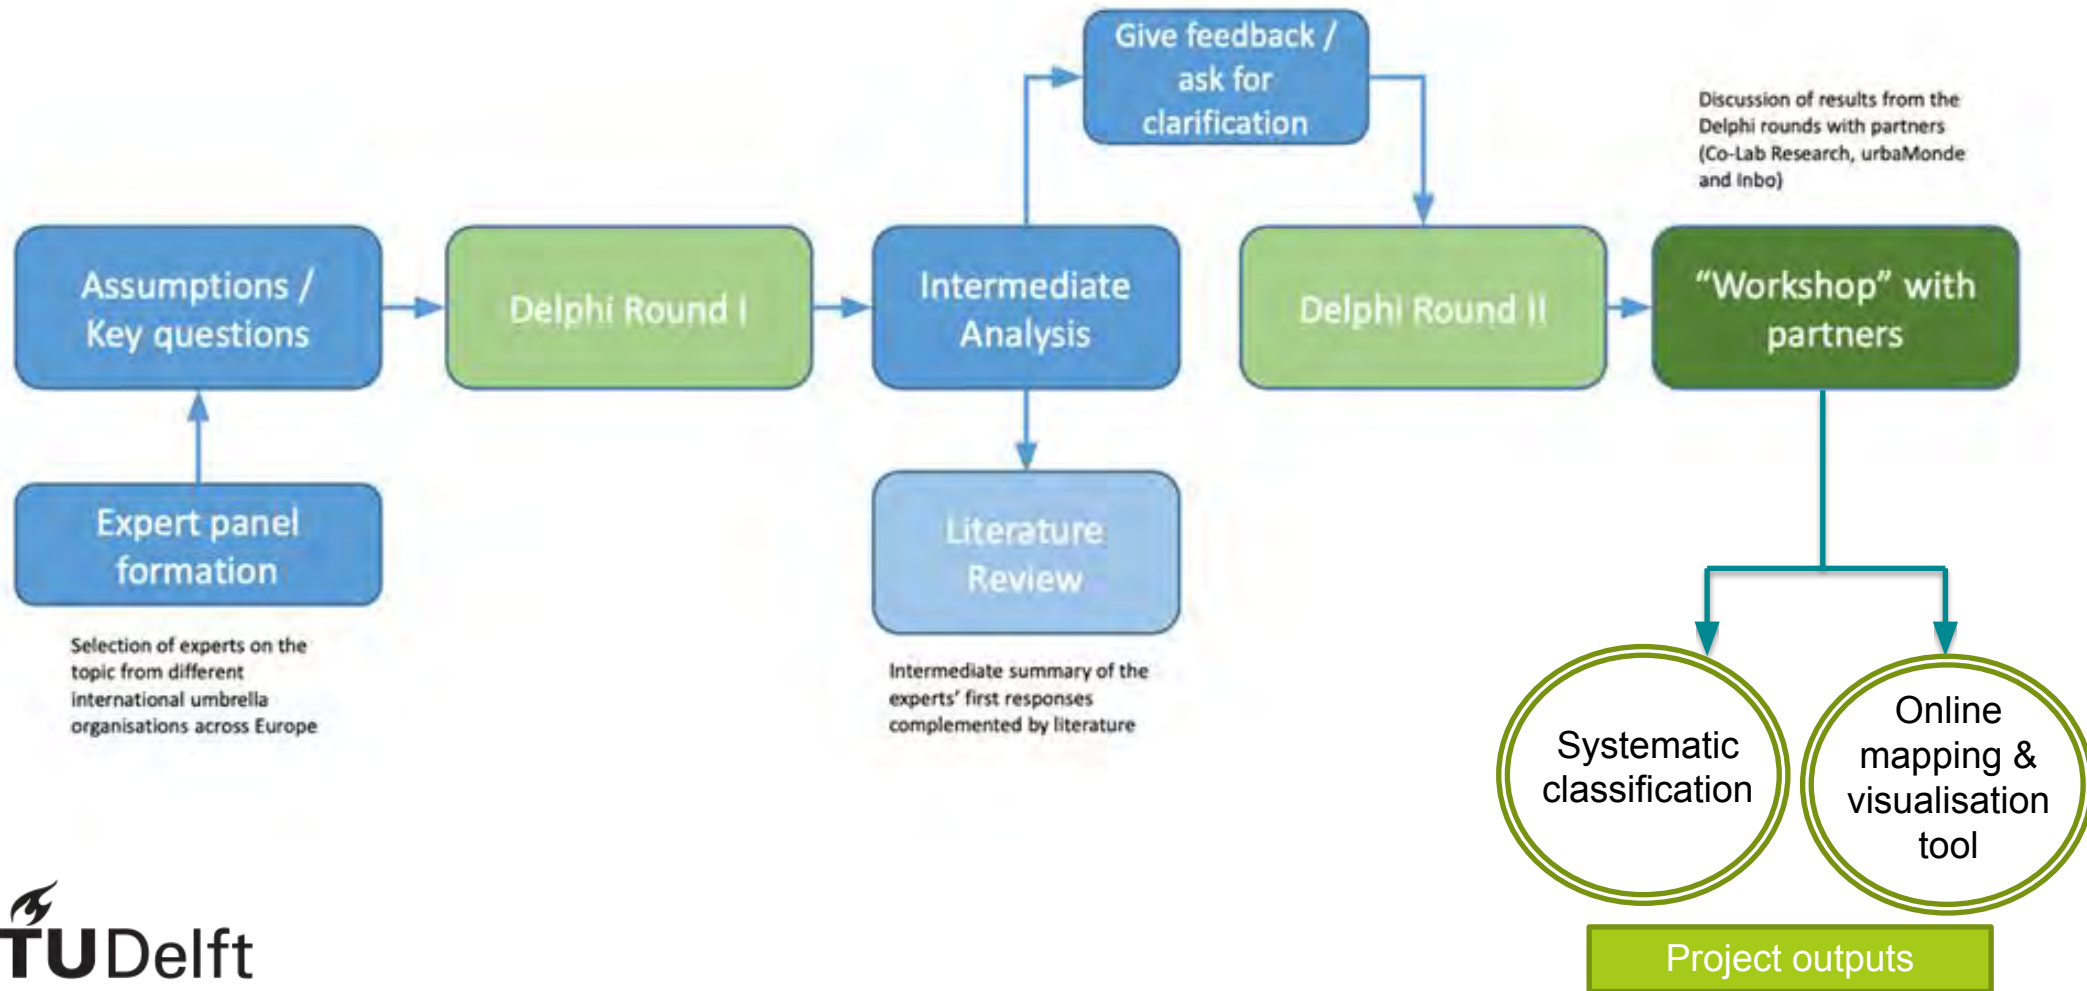 Give feedback /
ask for
clarification
Discussion of results from the
Delphi rounds with partners
(Co-Lab Research, urbaMonde
and Inbo)
Assumptions /
Key questions
Delphi Round I
Intermediate
Analysis
Delphi Round II
“Workshop” with
partners
Expert panel
formation
Literature
Review
Selection of experts on the
topic from different
international umbrella
organisations across Europe
Intermediate summary of the
experts’ first responses
complemented by literature
Systematic
classification
Online
mapping &
visualisation
tool
Project outputs
TUDelft